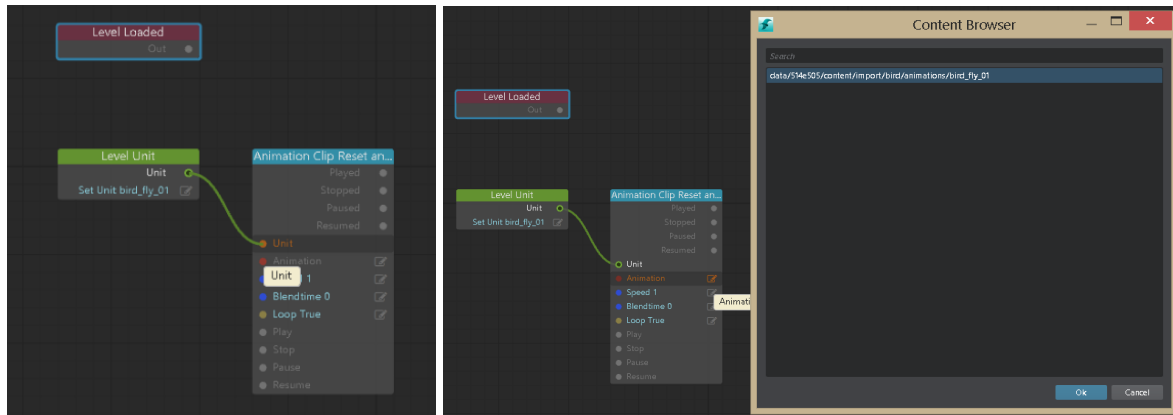 Level Loaded
Out
Level Unit
Unit
Set Unit bird_fly_01
Animation Clip Reset an...
Played
Stopped
Paused
Resumed
Unit
Animation
Unit
1
Blendtime 0
Loop True
Play
Stop
Pause
Resume
Level Loaded
Out
Level Unit
Unit
Set Unit bird_fly_01
Animation Clip Reset an...
Played
Stopped
Paused
Resumed
Unit
Animation
Speed 1
Blendtime 0
Loop True
Play
Stop
Pause
Resume
Animati
Content Browser
Search
data/514e505/content/import/bird/animations/bird_fly_01
Ok
Cancel